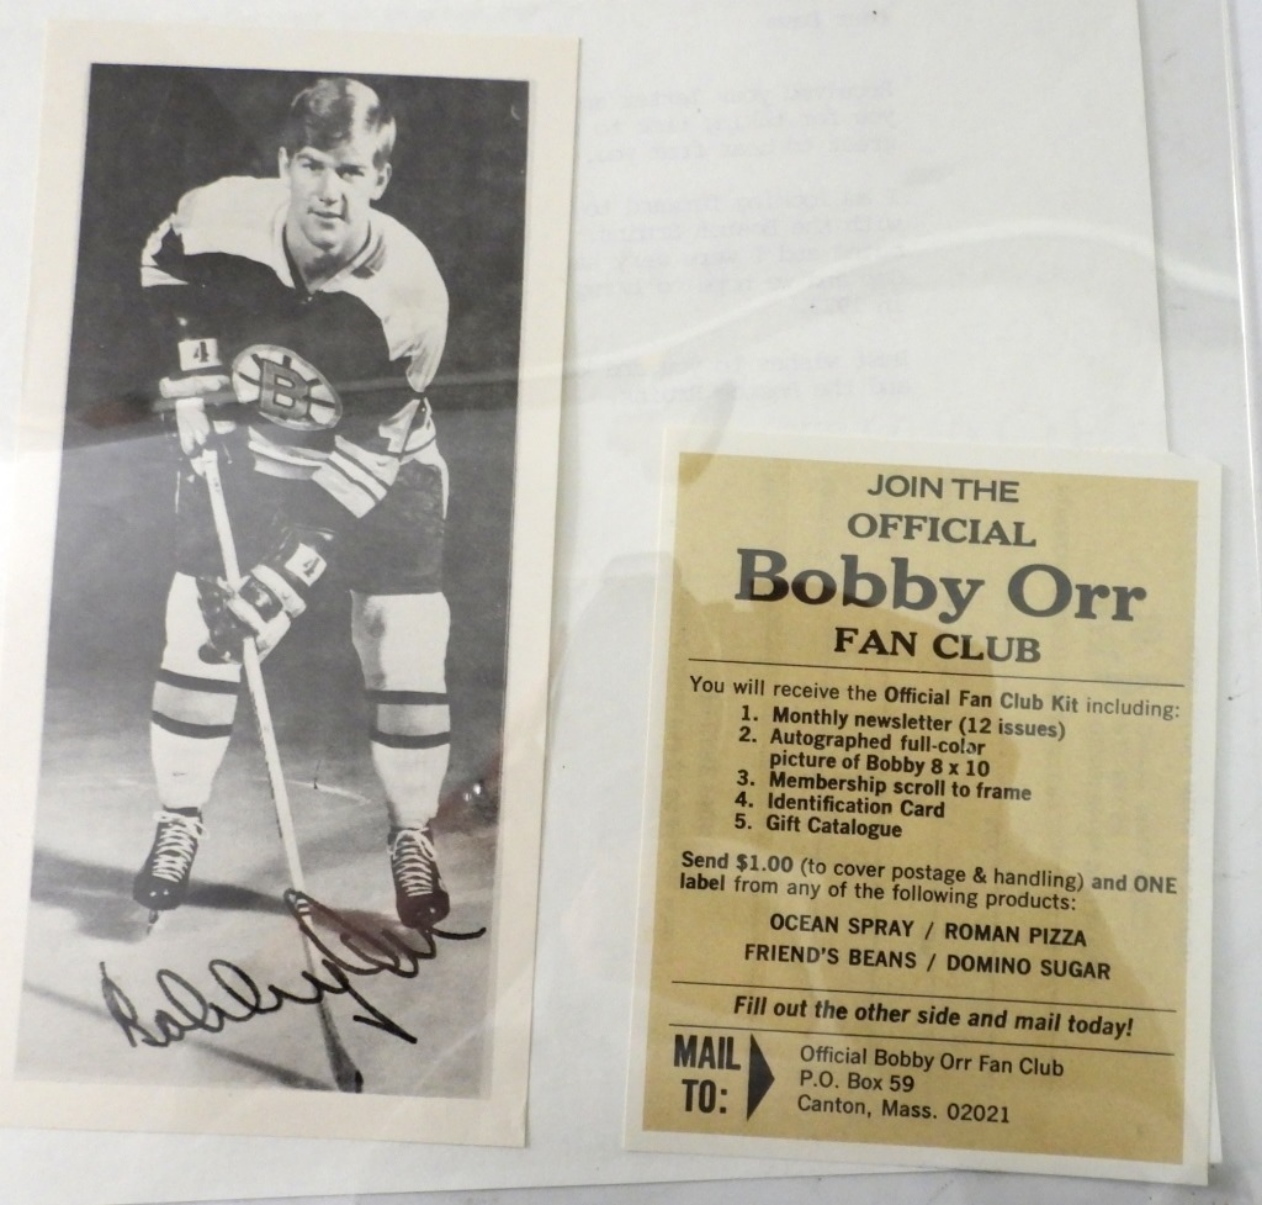 4
B
4
Bobby Orr
JOIN THE
OFFICIAL
Bobby Orr
FAN CLUB
You will receive the Official Fan Club Kit including:
1. Monthly newsletter (12 issues)
2. Autographed full-color
picture of Bobby 8 x 10
3. Membership scroll to frame
4. Identification Card
5. Gift Catalogue
Send $1.00 (to cover postage & handling) and ONE
label from any of the following products:
OCEAN SPRAY / ROMAN PIZZA
FRIEND'S BEANS / DOMINO SUGAR
Fill out the other side and mail today!
MAIL
TO:
Official Bobby Orr Fan Club
P.O. Box 59
Canton, Mass. 02021